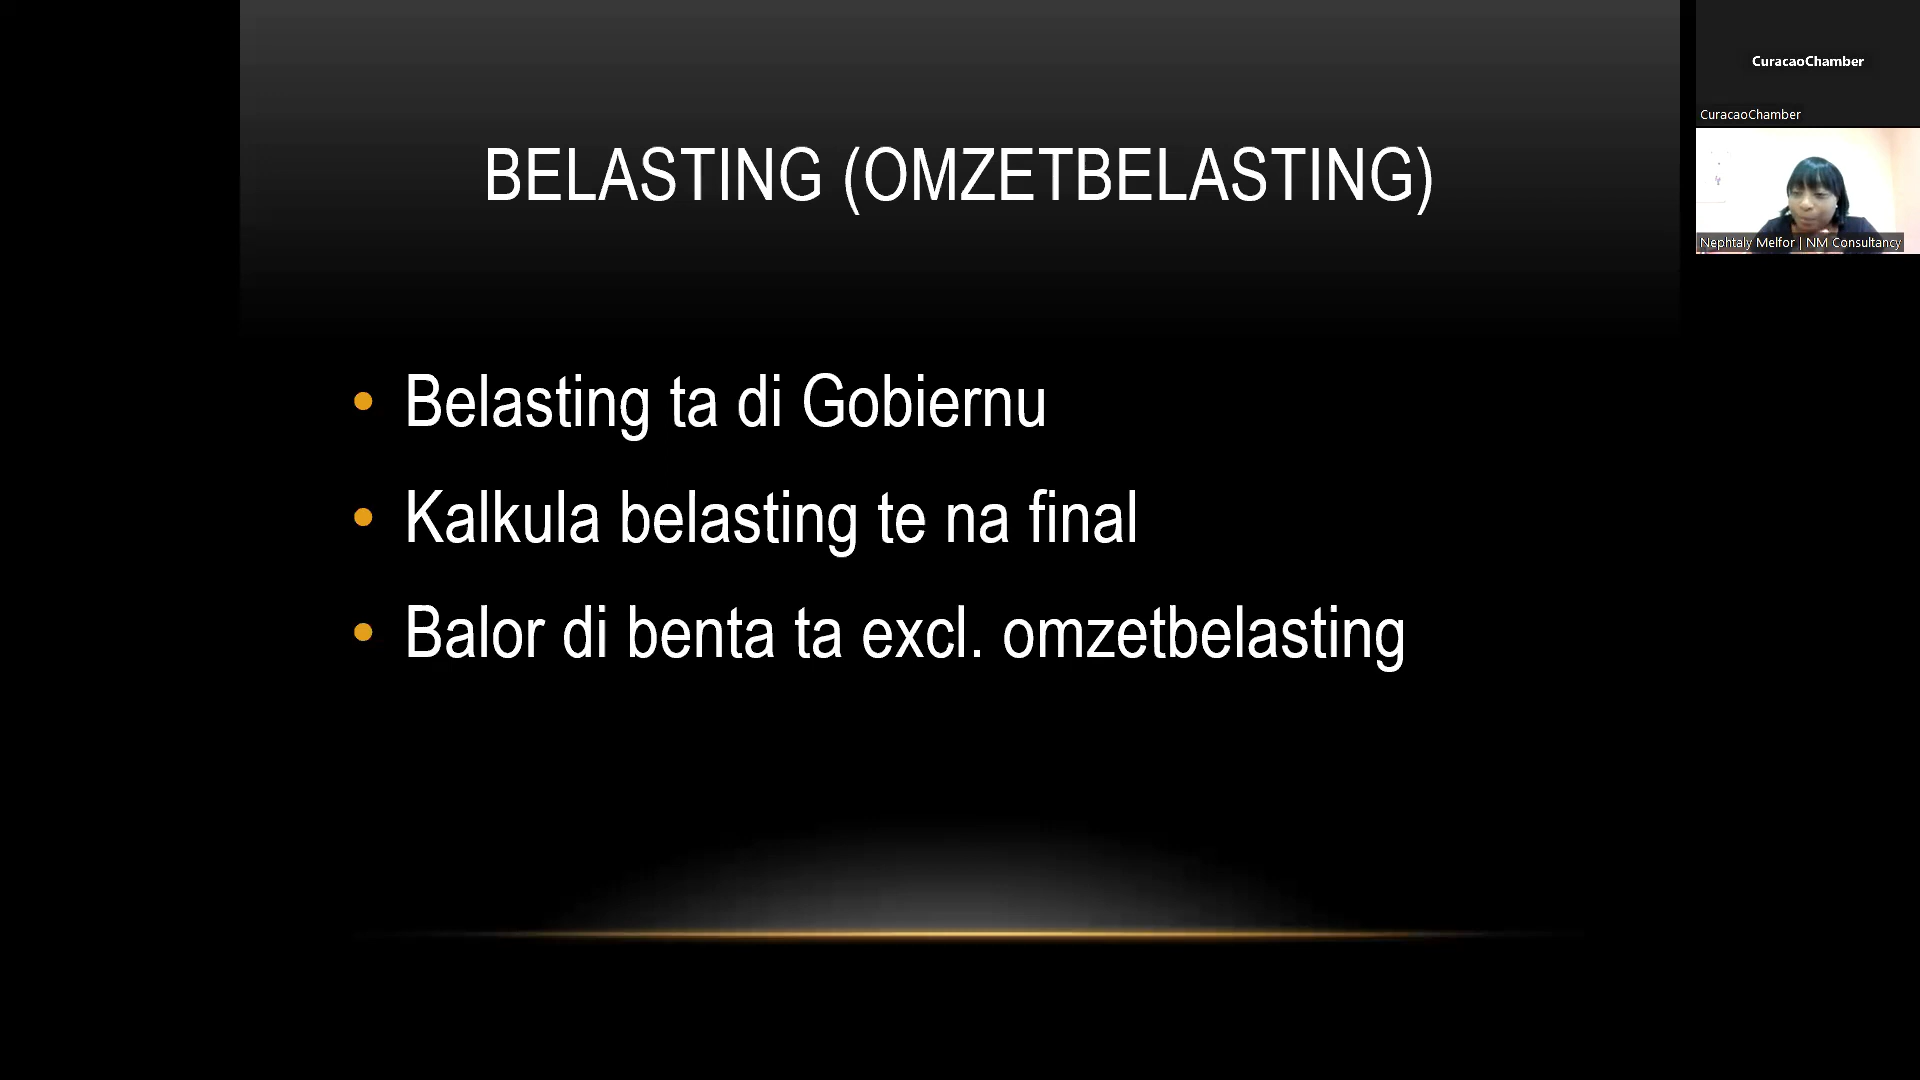 BELASTING (OMZETBELASTING)
• Belasting ta di Gobiernu
• Kalkula belasting te na final
• Balor di benta ta excl. omzetbelasting
CuracaoChamber
CuracaoChamber
Nephtaly Melfor | NM Consultancy